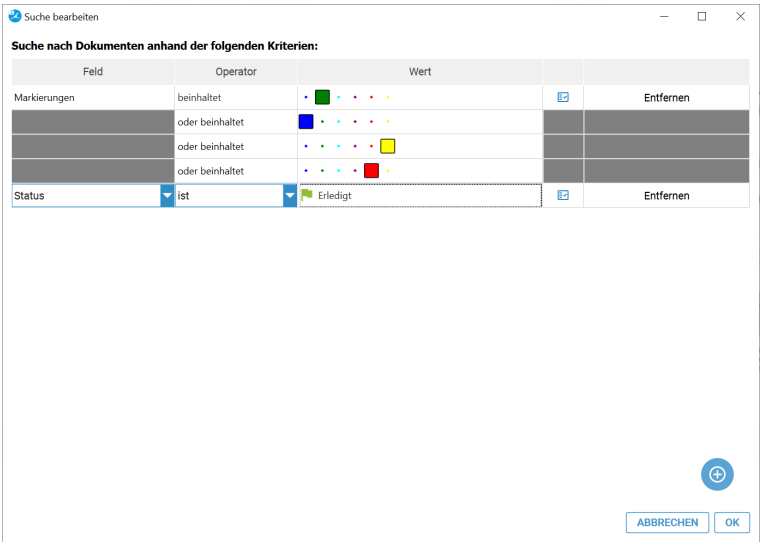 Suche bearbeiten
Suche nach Dokumenten anhand der folgenden Kriterien:
Feld Operator Wert
Markierungen beinhaltet Entfernen
oder beinhaltet
oder beinhaltet
oder beinhaltet
Status ist Erledigt Entfernen
ABBRECHEN OK